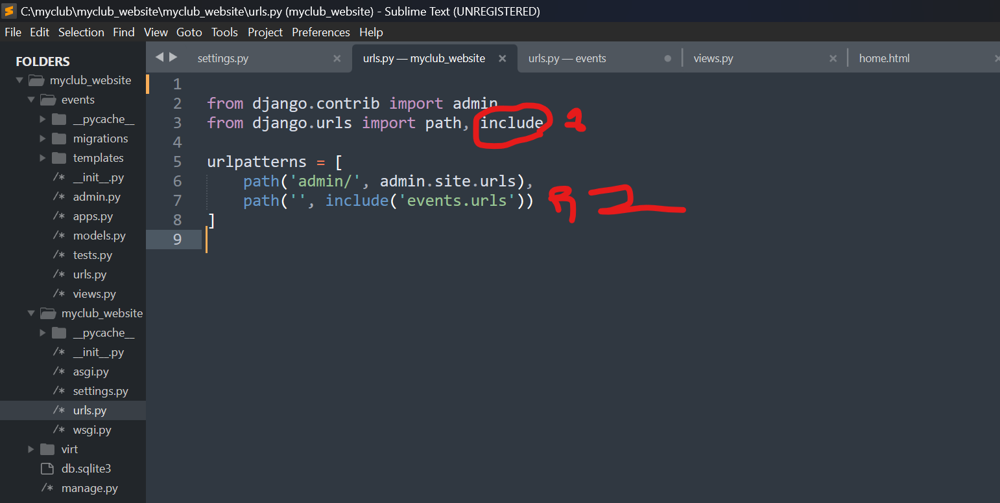 C:\myclub\myclub_website\myclub_website\urls.py (myclub_website) - Sublime Text (UNREGISTERED)
File Edit Selection Find View Goto Tools Project Preferences Help
settings.py urls.py — myclub_website urls.py — events views.py home.html
FOLDERS
myclub_website
events
__pycache__
migrations
templates
/* __init__.py
/* admin.py
/* apps.py
/* models.py
/* tests.py
/* urls.py
/* views.py
myclub_website
__pycache__
/* __init__.py
/* asgi.py
/* settings.py
/* urls.py
/* wsgi.py
virt
db.sqlite3
/* manage.py
1
2 from django.contrib import admin
3 from django.urls import path, include 1
4
5 urlpatterns = [
6 path('admin/', admin.site.urls),
7 path('', include('events.urls'))
8 ]
9